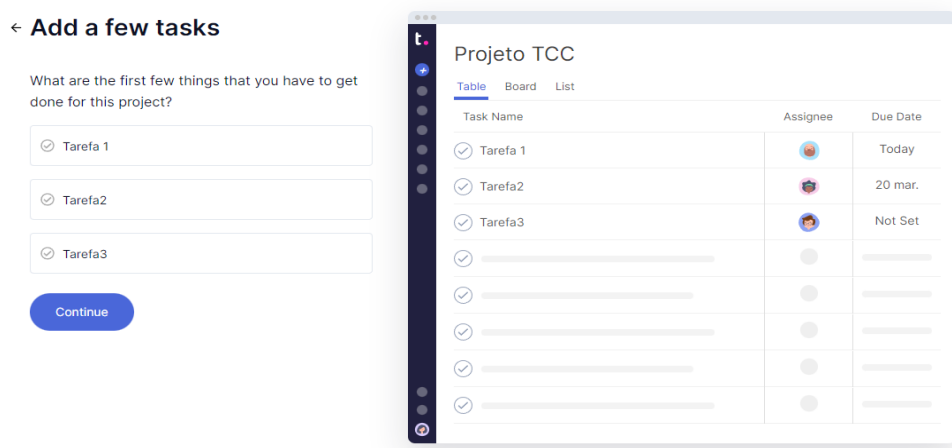 ← Add a few tasks
What are the first few things that you have to get
done for this project?
Tarefa 1
Tarefa2
Tarefa3
Continue
t.
Projeto TCC
Table Board List
Task Name Assignee Due Date
Tarefa 1 Today
Tarefa2 20 mar.
Tarefa3 Not Set